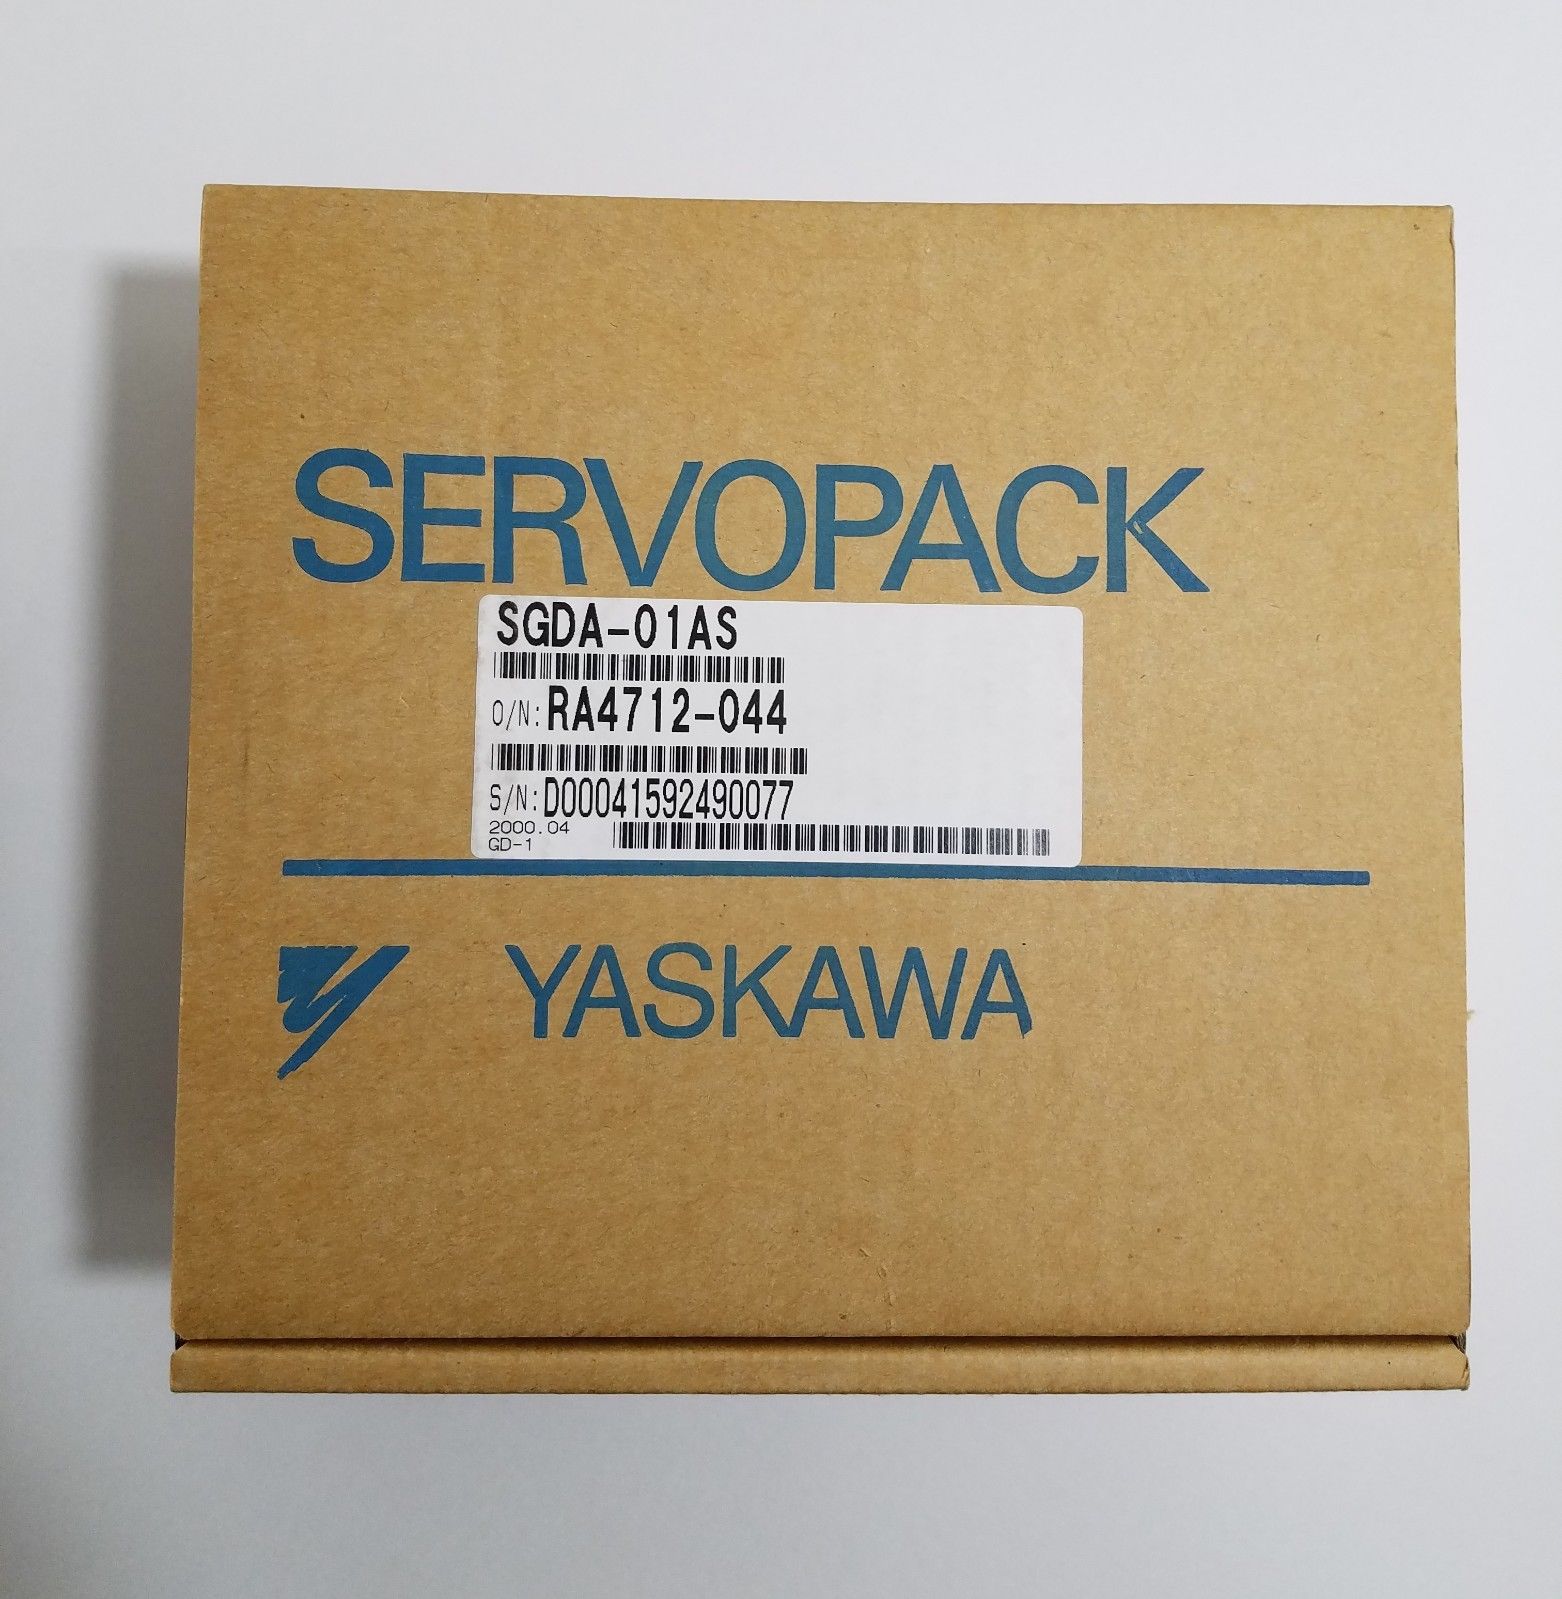 SERVOPACK
SGDA-01AS
O/N:RA4712-044
S/N:D00041592490077
2000.04
GD-1
YASKAWA